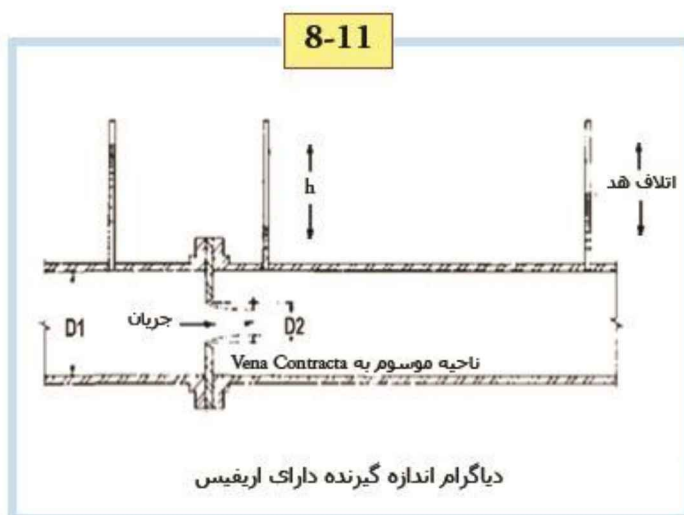 8-11
h
اتلاف هد
D1
جریان
D2
ناحیه موسوم به Vena Contracta
دیاگرام اندازه گیرنده دارای اریفیس